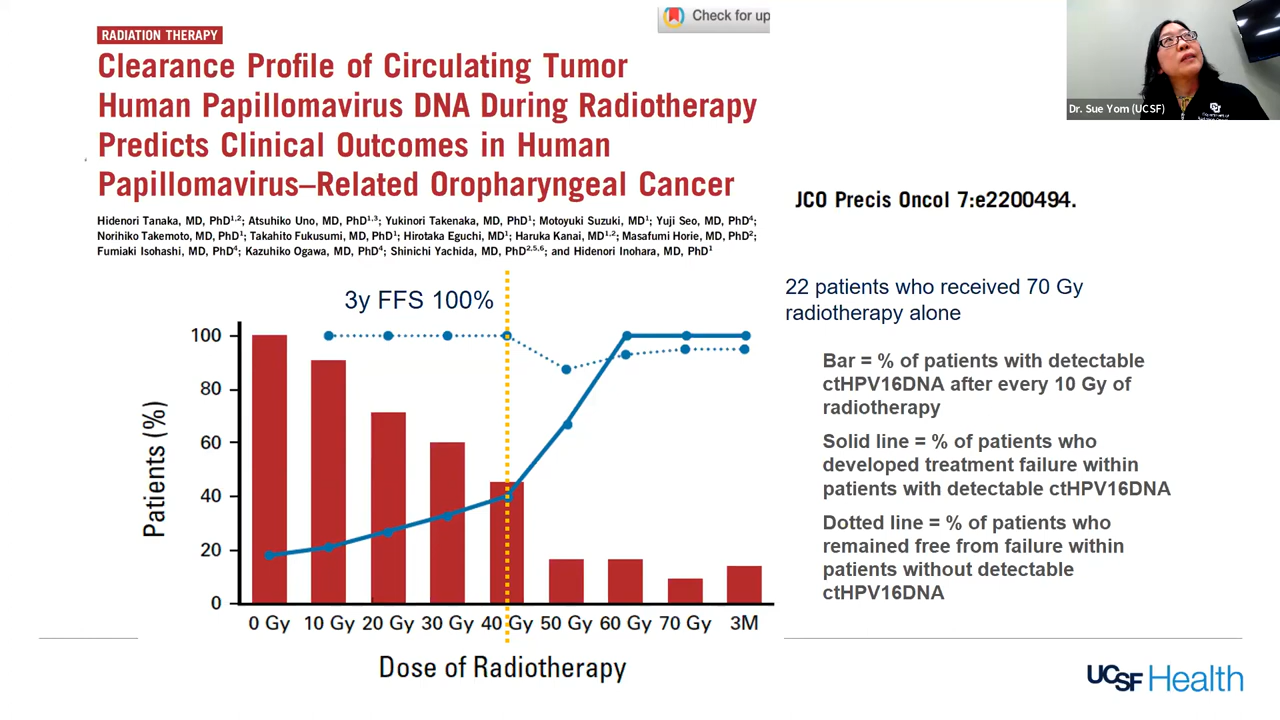 Check for up
RADIATION THERAPY
Clearance Profile of Circulating Tumor
Human Papillomavirus DNA During Radiotherapy
Predicts Clinical Outcomes in Human
Papillomavirus–Related Oropharyngeal Cancer
Hidenori Tanaka, MD, PhD1,2; Atsuhiko Uno, MD, PhD1,3; Yukinori Takenaka, MD, PhD1; Motoyuki Suzuki, MD1; Yuji Seo, MD, PhD4;
Norihiko Takemoto, MD, PhD1; Takahito Fukusumi, MD, PhD1; Hirotaka Eguchi, MD1; Haruka Kanai, MD1,2; Masafumi Horie, MD, PhD2;
Fumiaki Isohashi, MD, PhD4; Kazuhiko Ogawa, MD, PhD4; Shinichi Yachida, MD, PhD2,5,6; and Hidenori Inohara, MD, PhD1
Dr. Sue Yom (UCSF)
JCO Precis Oncol 7:e2200494.
3y FFS 100%
100
80
60
40
20
0
Patients (%)
0 Gy 10 Gy 20 Gy 30 Gy 40 Gy 50 Gy 60 Gy 70 Gy 3M
Dose of Radiotherapy
22 patients who received 70 Gy
radiotherapy alone
Bar = % of patients with detectable
ctHPV16DNA after every 10 Gy of
radiotherapy
Solid line = % of patients who
developed treatment failure within
patients with detectable ctHPV16DNA
Dotted line = % of patients who
remained free from failure within
patients without detectable
ctHPV16DNA
UCSF Health